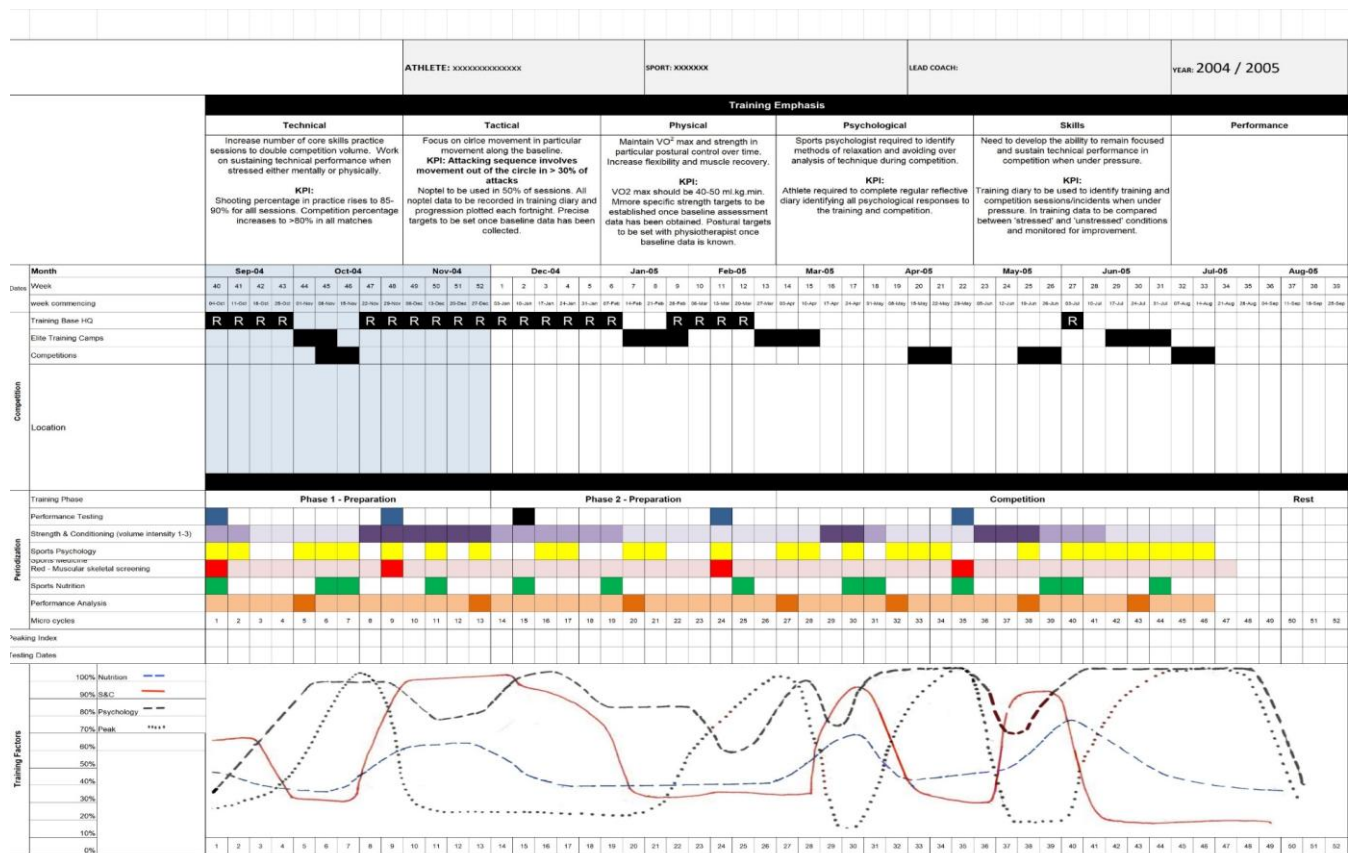 ATHLETE: xxxxxxxxxxxxxx SPORT: XXXXXXX LEAD COACH: YEAR: 2004 / 2005
Training Emphasis
Technical Tactical Physical Psychological Skills Performance
Increase number of core skills practice
sessions to double competition volume. Work
on sustaining technical performance when
stressed either mentally or physically.
KPI:
Shooting percentage in practice rises to 85-
90% for all sessions. Competition percentage
increases to >80% in all matches
Focus on cirlce movement in particular
movement along the baseline.
KPI: Attacking sequence involves
movement out of the circle in > 30% of
attacks
Noptel to be used in 50% of sessions. All
noptel data to be recorded in training diary and
progression plotted each fortnight. Precise
targets to be set once baseline data has been
collected.
Maintain VO² max and strength in
particular postural control over time.
Increase flexibility and muscle recovery.
KPI:
VO2 max should be 40-50 ml.kg.min.
Mmore specific strength targets to be
established once baseline assessment
data has been obtained. Postural targets
to be set with physiotherapist once
baseline data is known.
Sports psychologist required to identify
methods of relaxation and avoiding over
analysis of technique during competition.
KPI:
Athlete required to complete regular reflective
diary identifying all psychological responses to
the training and competition.
Need to develop the ability to remain focused
and sustain technical performance in
competition when under pressure.
KPI:
Training diary to be used to identify training and
competition sessions/incidents when under
pressure. In training data to be compared
between 'stressed' and 'unstressed' conditions
and monitored for improvement.
Month Sep-04 Oct-04 Nov-04 Dec-04 Jan-05 Feb-05 Mar-05 Apr-05 May-05 Jun-05 Jul-05 Aug-05
Dates Week 40 41 42 43 44 45 46 47 48 49 50 51 52 1 2 3 4 5 6 7 8 9 10 11 12 13 14 15 16 17 18 19 20 21 22 23 24 25 26 27 28 29 30 31 32 33 34 35 36 37 38 39
week commencing
Training Base HQ R R R R R R R R R R R R R R R R R R R R R
Elite Training Camps
Competitions
Competition
Location
Training Phase Phase 1 - Preparation Phase 2 - Preparation Competition Rest
Periodization
Performance Testing
Strength & Conditioning (volume intensity 1-3)
Sports Psychology
Sports Medicine
Red - Muscular skeletal screening
Sports Nutrition
Performance Analysis
Micro cycles 1 2 3 4 5 6 7 8 9 10 11 12 13 14 15 16 17 18 19 20 21 22 23 24 25 26 27 28 29 30 31 32 33 34 35 36 37 38 39 40 41 42 43 44 45 46 47 48 49 50 51 52
Peaking Index
Testing Dates
Training Factors
100% Nutrition
90% S&C
80% Psychology
70% Peak
60%
50%
40%
30%
20%
10%
0% 1 2 3 4 5 6 7 8 9 10 11 12 13 14 15 16 17 18 19 20 21 22 23 24 25 26 27 28 29 30 31 32 33 34 35 36 37 38 39 40 41 42 43 44 45 46 47 48 49 50 51 52